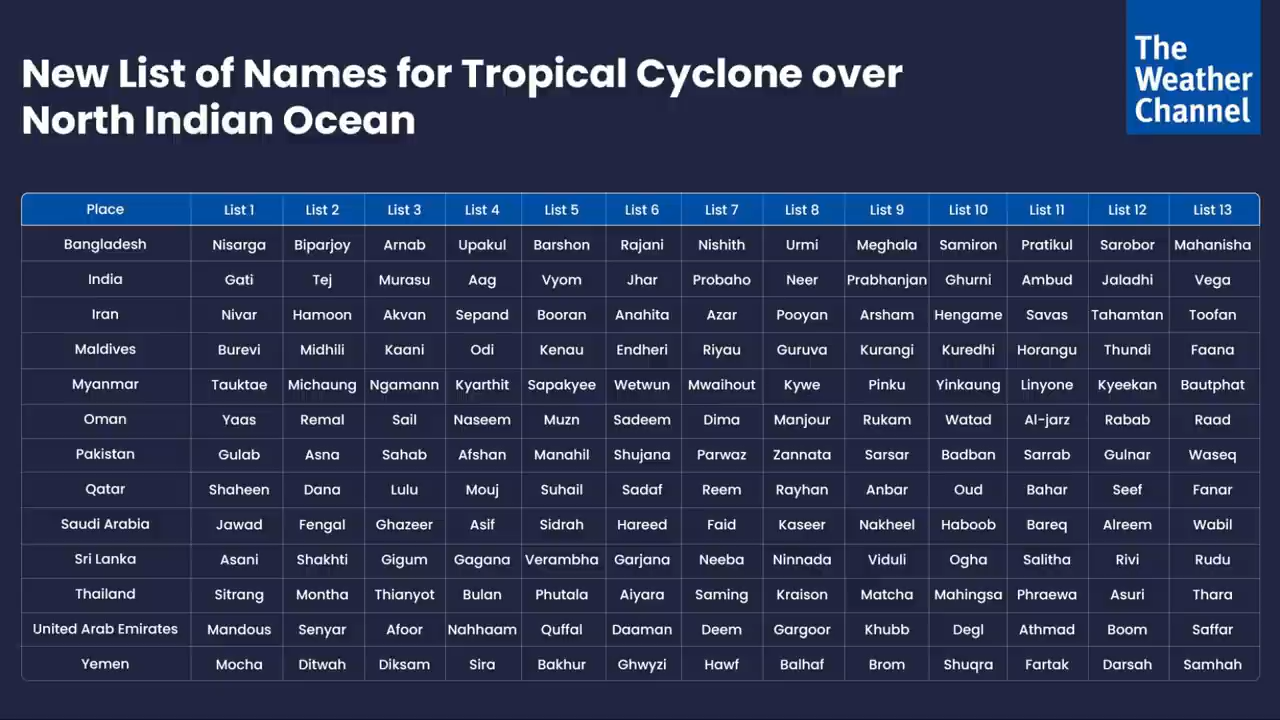 New List of Names for Tropical Cyclone over
North Indian Ocean
The
Weather
Channel
Place List 1 List 2 List 3 List 4 List 5 List 6 List 7 List 8 List 9 List 10 List 11 List 12 List 13
Bangladesh Nisarga Biparjoy Arnab Upakul Barshon Rajani Nishith Urmi Meghala Samiron Pratikul Sarobor Mahanisha
India Gati Tej Murasu Aag Vyom Jhar Probaho Neer Prabhanjan Ghurni Ambud Jaladhi Vega
Iran Nivar Hamoon Akvan Sepand Booran Anahita Azar Pooyan Arsham Hengame Savas Tahamtan Toofan
Maldives Burevi Midhili Kaani Odi Kenau Endheri Riyau Guruva Kurangi Kuredhi Horangu Thundi Faana
Myanmar Tauktae Michaung Ngamann Kyarthit Sapakyee Wetwun Mwaihout Kywe Pinku Yinkaung Linyone Kyeekan Bautphat
Oman Yaas Remal Sail Naseem Muzn Sadeem Dima Manjour Rukam Watad Al-jarz Rabab Raad
Pakistan Gulab Asna Sahab Afshan Manahil Shujana Parwaz Zannata Sarsar Badban Sarrab Gulnar Waseq
Qatar Shaheen Dana Lulu Mouj Suhail Sadaf Reem Rayhan Anbar Oud Bahar Seef Fanar
Saudi Arabia Jawad Fengal Ghazeer Asif Sidrah Hareed Faid Kaseer Nakheel Haboob Bareq Alreem Wabil
Sri Lanka Asani Shakhti Gigum Gagana Verambha Garjana Neeba Ninnada Viduli Ogha Salitha Rivi Rudu
Thailand Sitrang Montha Thianyot Bulan Phutala Aiyara Saming Kraison Matcha Mahingsa Phraewa Asuri Thara
United Arab Emirates Mandous Senyar Afoor Nahhaam Quffal Daaman Deem Gargoor Khubb Degl Athmad Boom Saffar
Yemen Mocha Ditwah Diksam Sira Bakhur Ghwyzi Hawf Balhaf Brom Shuqra Fartak Darsah Samhah